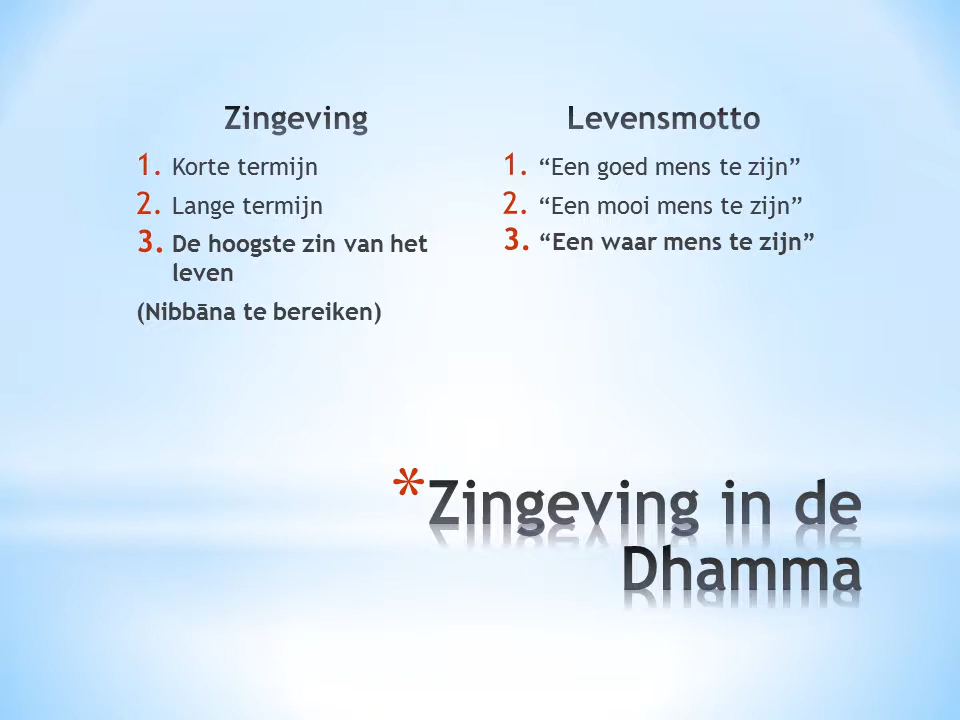 Zingeving
1. Korte termijn
2. Lange termijn
3. De hoogste zin van het
leven
(Nibbāna te bereiken)
Levensmotto
1. “Een goed mens te zijn”
2. “Een mooi mens te zijn”
3. “Een waar mens te zijn”
*Zingeving in de
Dhamma